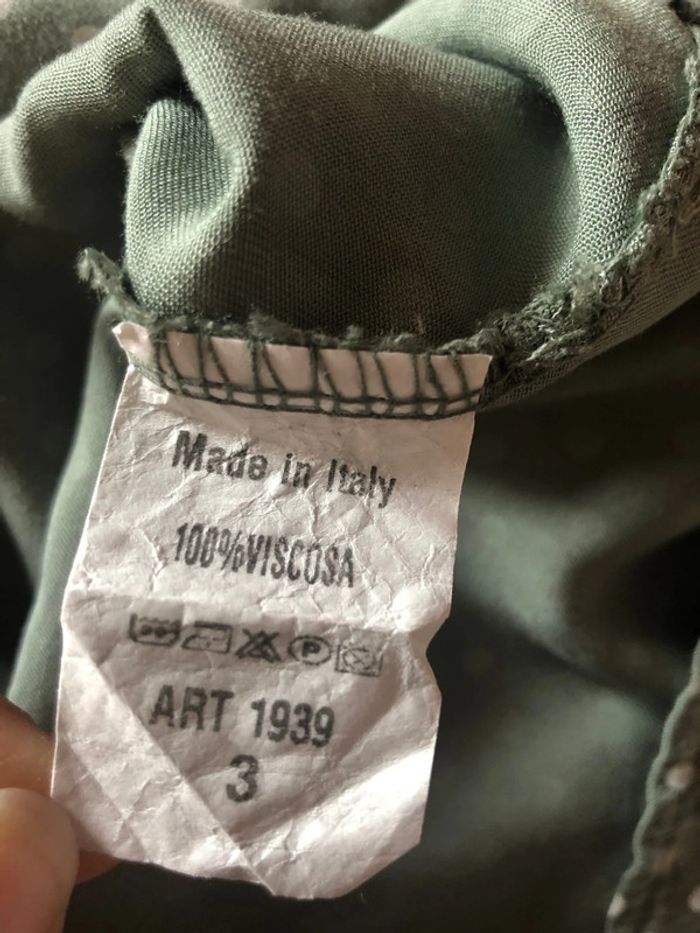 Made in Italy
100%VISCOSA
P
ART 1939
3